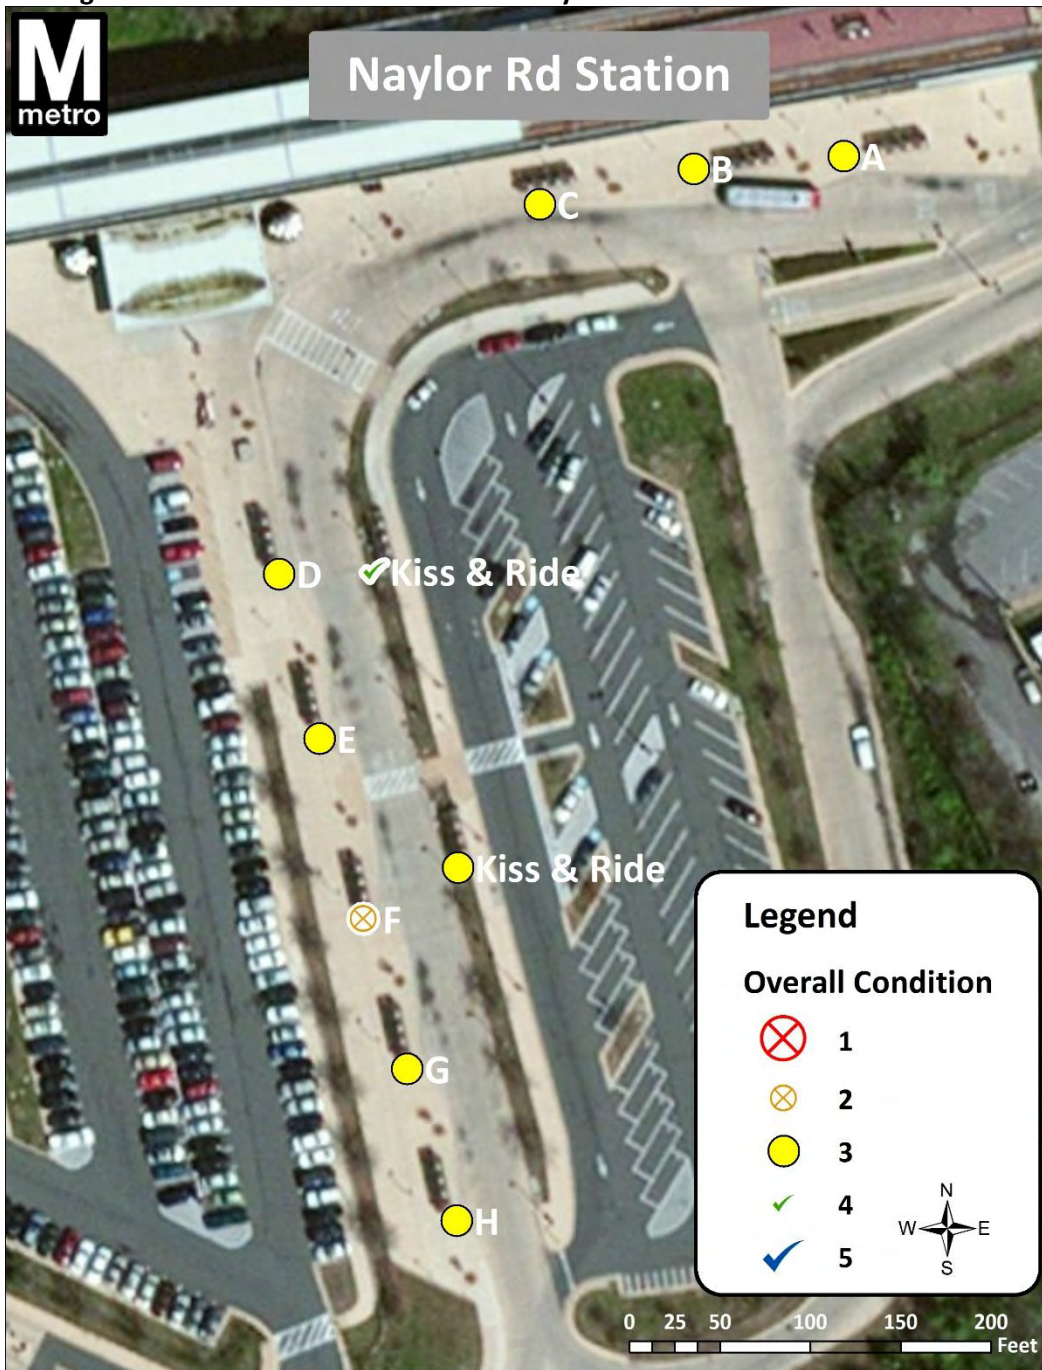 M
metro
Naylor Rd Station
A
B
C
D
Kiss & Ride
E
Kiss & Ride
F
G
H
Legend
Overall Condition
1
2
3
4
5
N
W E
S
0 25 50 100 150 200
Feet